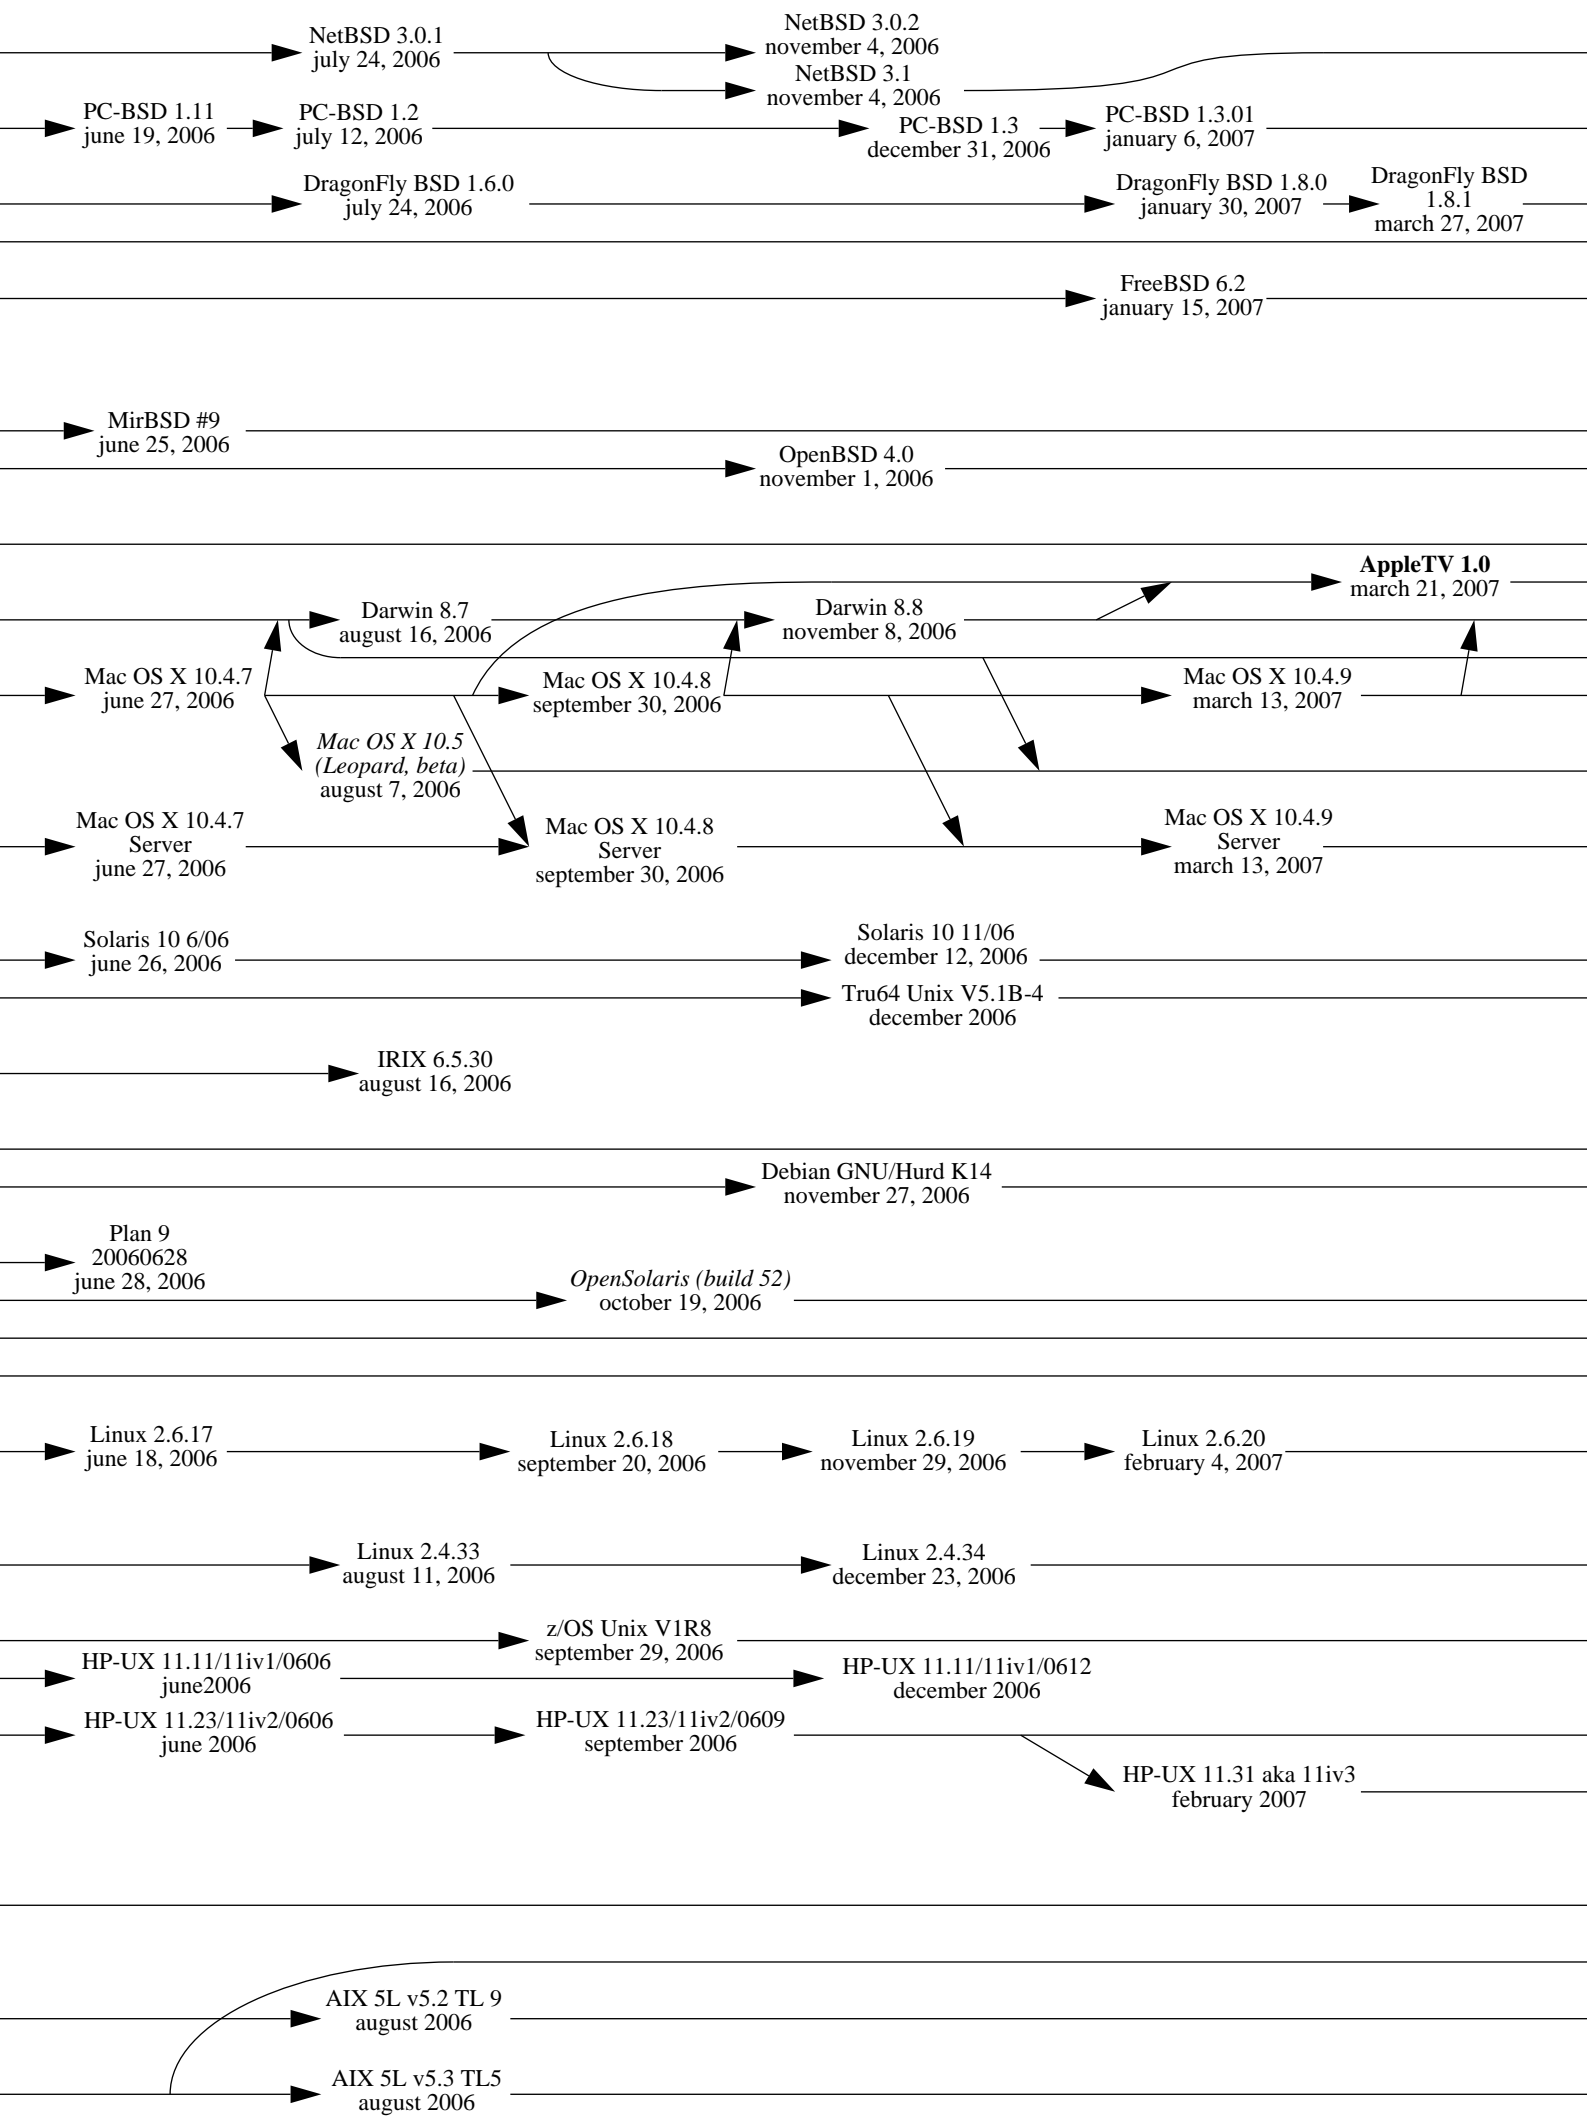 NetBSD 3.0.1
july 24, 2006
NetBSD 3.0.2
november 4, 2006
NetBSD 3.1
november 4, 2006
PC-BSD 1.11
june 19, 2006
PC-BSD 1.2
july 12, 2006
PC-BSD 1.3
december 31, 2006
PC-BSD 1.3.01
january 6, 2007
DragonFly BSD 1.6.0
july 24, 2006
DragonFly BSD 1.8.0
january 30, 2007
DragonFly BSD
1.8.1
march 27, 2007
FreeBSD 6.2
january 15, 2007
MirBSD #9
june 25, 2006
OpenBSD 4.0
november 1, 2006
AppleTV 1.0
march 21, 2007
Darwin 8.7
august 16, 2006
Darwin 8.8
november 8, 2006
Mac OS X 10.4.7
june 27, 2006
Mac OS X 10.4.8
september 30, 2006
Mac OS X 10.4.9
march 13, 2007
Mac OS X 10.5
(Leopard, beta)
august 7, 2006
Mac OS X 10.4.7
Server
june 27, 2006
Mac OS X 10.4.8
Server
september 30, 2006
Mac OS X 10.4.9
Server
march 13, 2007
Solaris 10 6/06
june 26, 2006
Solaris 10 11/06
december 12, 2006
Tru64 Unix V5.1B-4
december 2006
IRIX 6.5.30
august 16, 2006
Debian GNU/Hurd K14
november 27, 2006
Plan 9
20060628
june 28, 2006
OpenSolaris (build 52)
october 19, 2006
Linux 2.6.17
june 18, 2006
Linux 2.6.18
september 20, 2006
Linux 2.6.19
november 29, 2006
Linux 2.6.20
february 4, 2007
Linux 2.4.33
august 11, 2006
Linux 2.4.34
december 23, 2006
z/OS Unix V1R8
september 29, 2006
HP-UX 11.11/11iv1/0606
june2006
HP-UX 11.11/11iv1/0612
december 2006
HP-UX 11.23/11iv2/0606
june 2006
HP-UX 11.23/11iv2/0609
september 2006
HP-UX 11.31 aka 11iv3
february 2007
AIX 5L v5.2 TL 9
august 2006
AIX 5L v5.3 TL5
august 2006